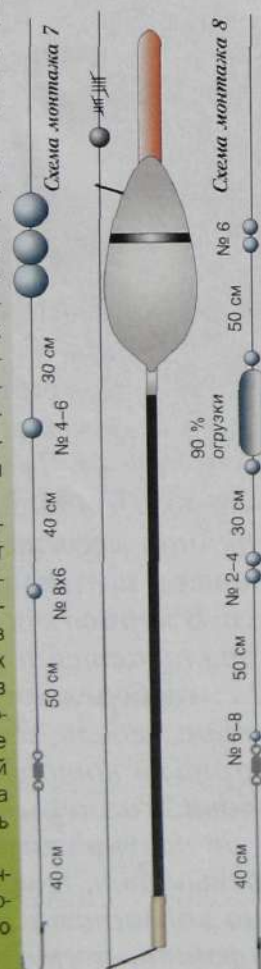 Схема монтажа 7
30 см
№ 4–6
40 см
№ 8х6
50 см
40 см
Схема монтажа 8
№ 6
50 см
90 %
огрузки
30 см
№ 2–4
50 см
№ 6–8
40 см